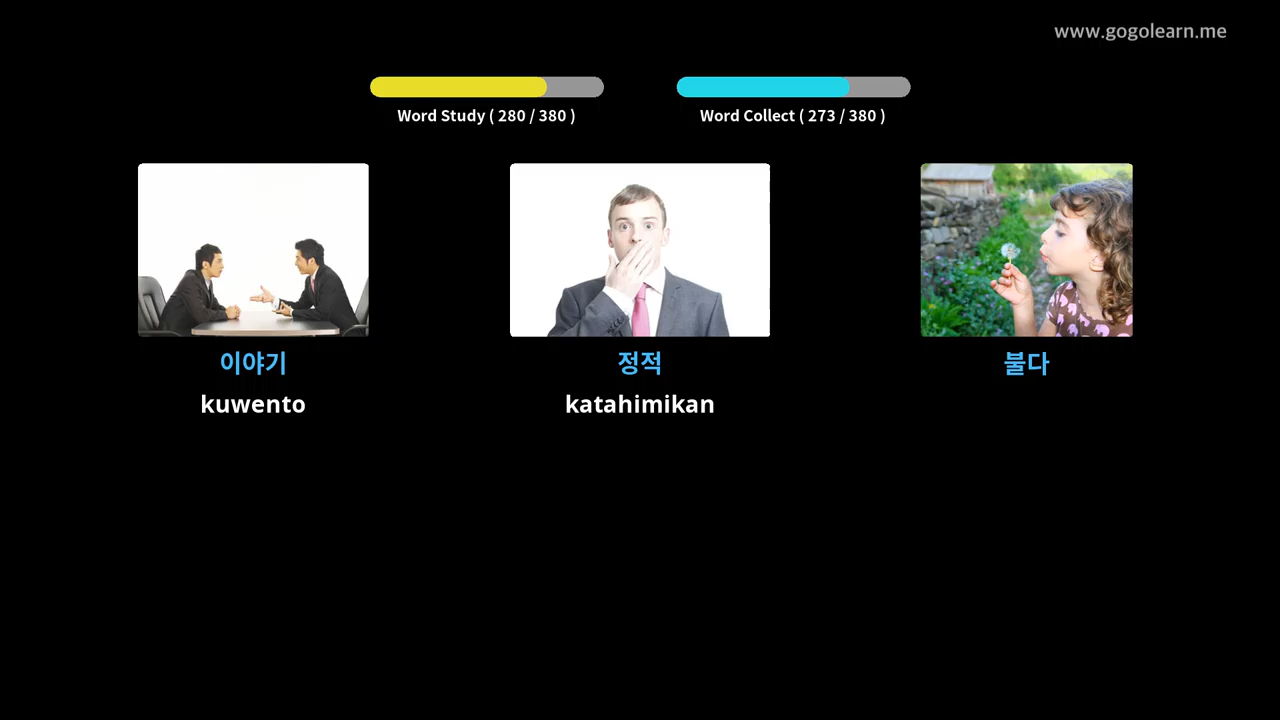 www.gogolearn.me
Word Study ( 280 / 380 )
Word Collect ( 273 / 380 )
이야기
정적
불다
kuwento
katahimikan